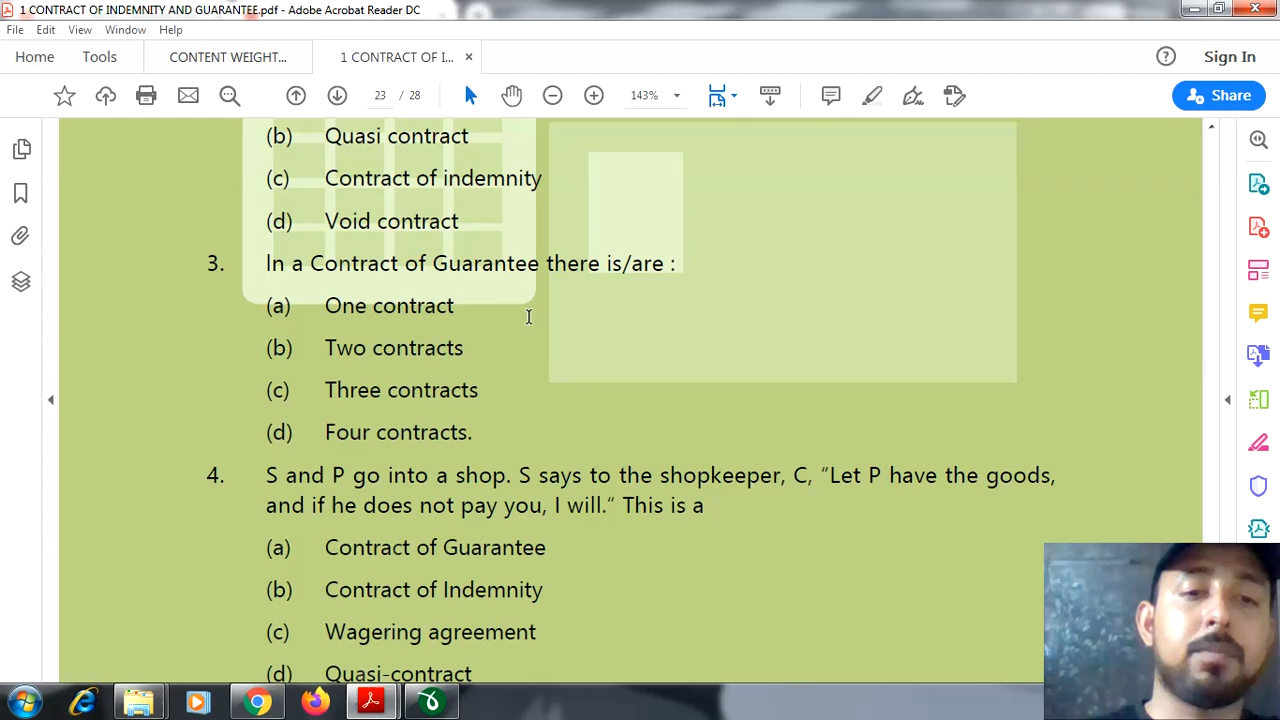 1 CONTRACT OF INDEMNITY AND GUARANTEE.pdf - Adobe Acrobat Reader DC
File Edit View Window Help
Home Tools CONTENT WEIGHT... 1 CONTRACT OF I... × Sign In
23 / 28 143% Share
(b) Quasi contract
(c) Contract of indemnity
(d) Void contract
3. In a Contract of Guarantee there is/are :
(a) One contract
(b) Two contracts
(c) Three contracts
(d) Four contracts.
4. S and P go into a shop. S says to the shopkeeper, C, “Let P have the goods,
and if he does not pay you, I will.“ This is a
(a) Contract of Guarantee
(b) Contract of Indemnity
(c) Wagering agreement
(d) Quasi-contract